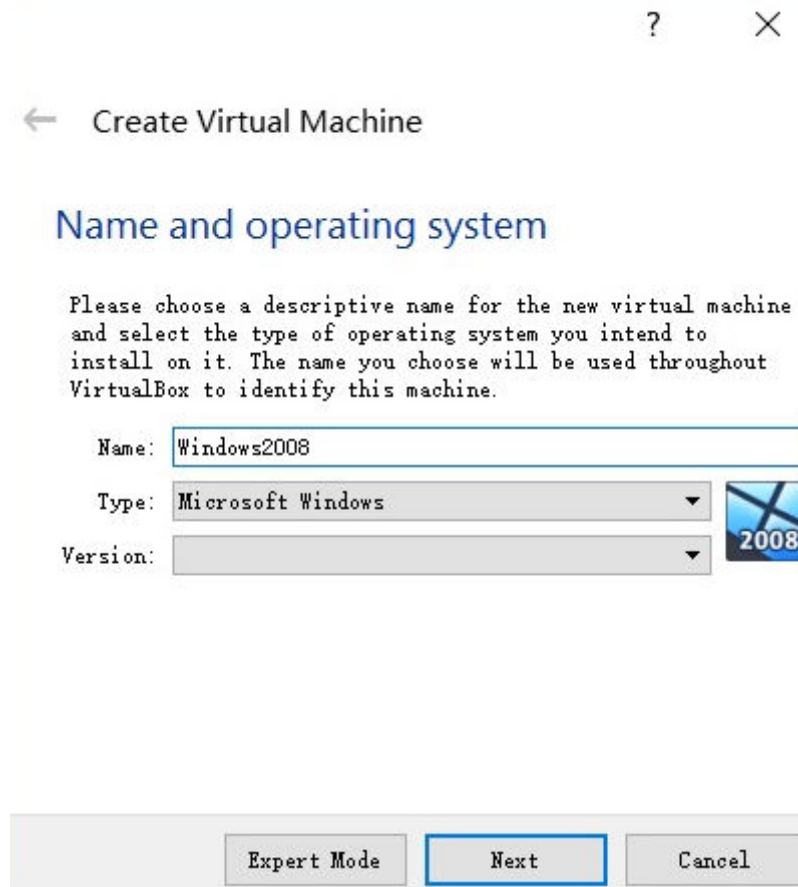 ?
Create Virtual Machine
Name and operating system
Please choose a descriptive name for the new virtual machine
and select the type of operating system you intend to
install on it. The name you choose will be used throughout
VirtualBox to identify this machine.
Name: Windows2008
Type: Microsoft Windows
2008
Version:
Expert Mode Next Cancel